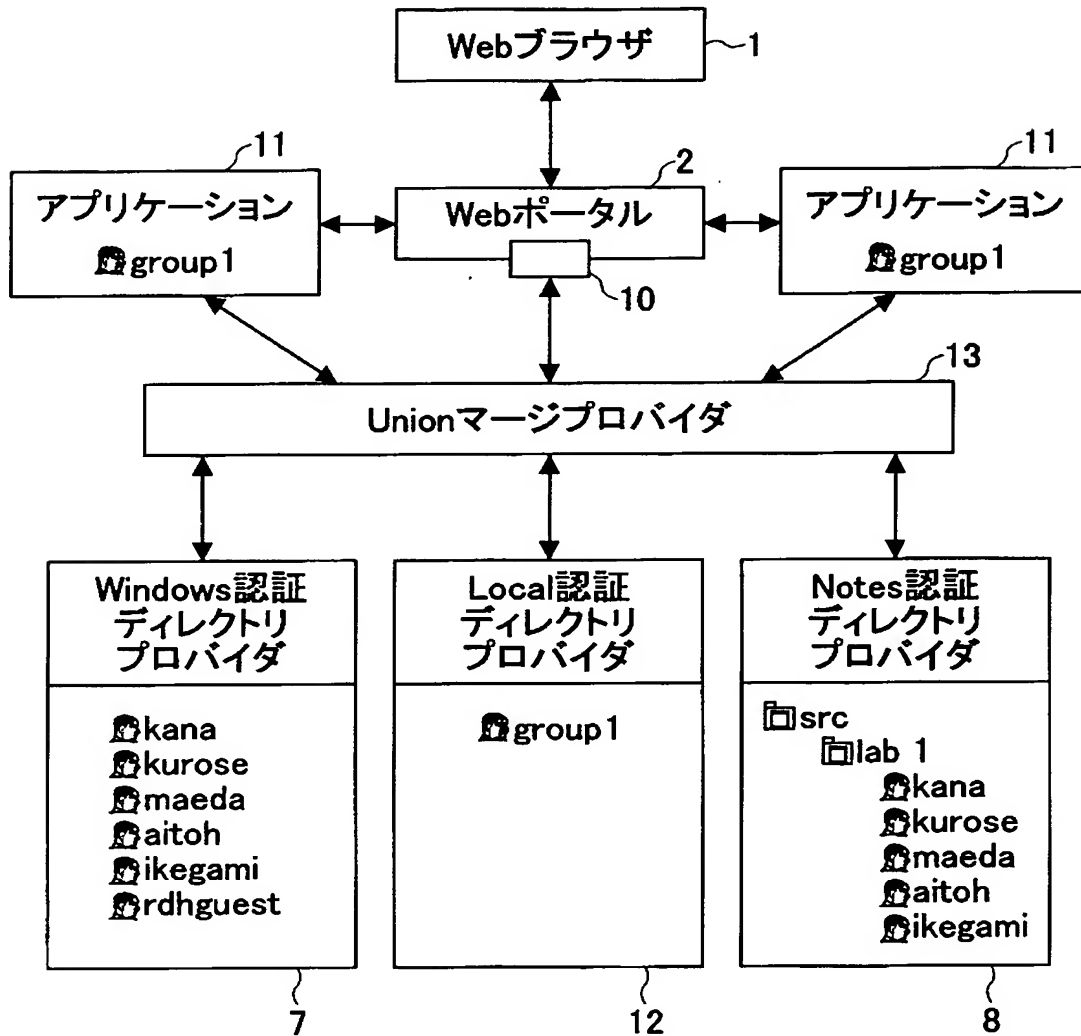 Webブラウザ
1
11
アプリケーション
group1
2
Webポータル
10
11
アプリケーション
group1
13
Unionマージプロバイダ
Windows認証
ディレクトリ
プロバイダ
kana
kurose
maeda
aitoh
ikegami
rdhguest
7
Local認証
ディレクトリ
プロバイダ
group1
12
Notes認証
ディレクトリ
プロバイダ
src
lab 1
kana
kurose
maeda
aitoh
ikegami
8